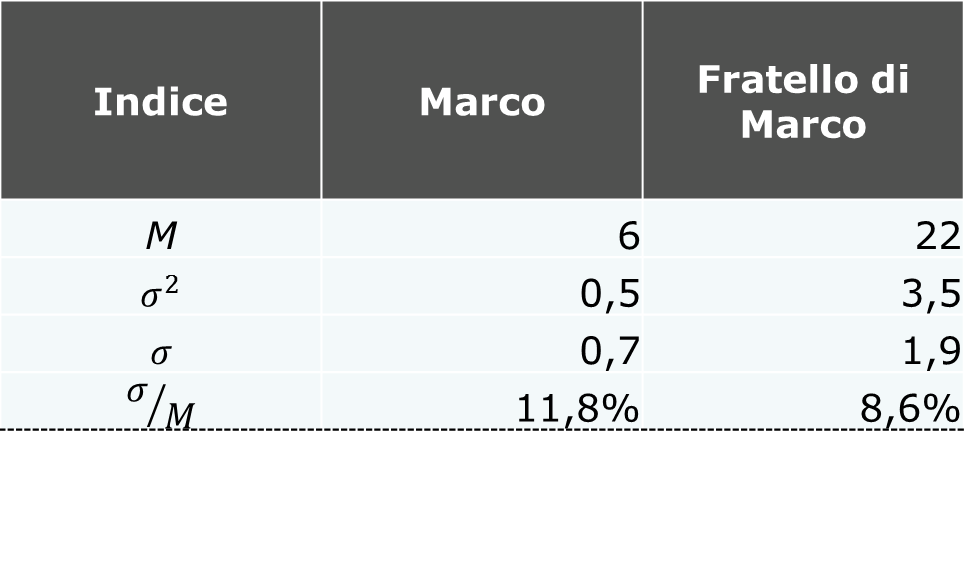 Indice Marco Fratello di Marco
M 6 22
σ² 0,5 3,5
σ 0,7 1,9
σ/M 11,8% 8,6%